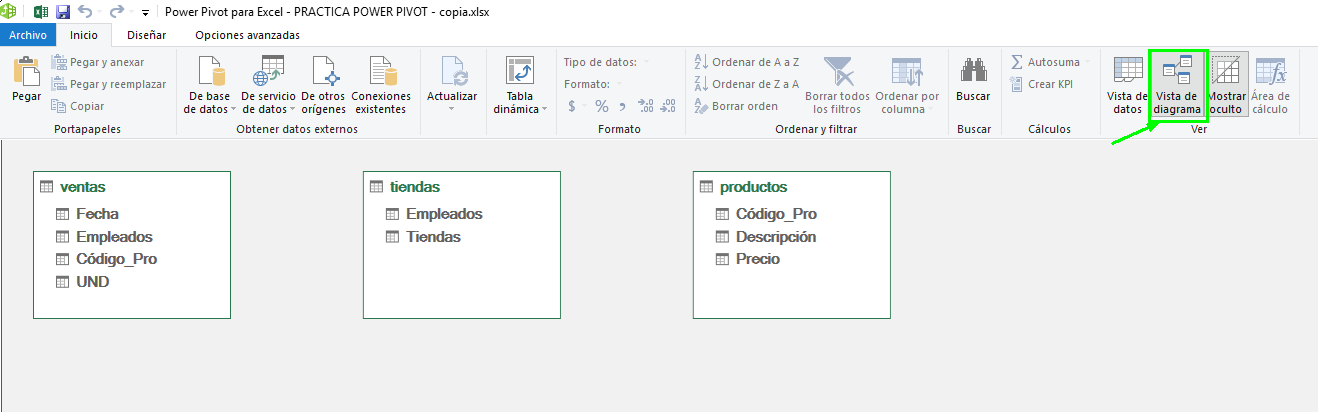 Power Pivot para Excel - PRACTICA POWER PIVOT - copia.xlsx
Archivo
Inicio
Diseñar
Opciones avanzadas
Pegar
Pegar y anexar
Pegar y reemplazar
Copiar
Portapapeles
De base
de datos
De servicio
de datos
De otros
orígenes
Conexiones
existentes
Obtener datos externos
Actualizar
Tabla
dinámica
Tipo de datos:
Formato:
$ % ,
.00 .0
Formato
Ordenar de A a Z
Ordenar de Z a A
Borrar orden
Borrar todos
los filtros
Ordenar por
columna
Ordenar y filtrar
Buscar
Buscar
Autosuma
Crear KPI
Cálculos
Vista de
datos
Vista de
diagrama
Mostrar
oculto
Área de
cálculo
Ver
ventas
Fecha
Empleados
Código_Pro
UND
tiendas
Empleados
Tiendas
productos
Código_Pro
Descripción
Precio